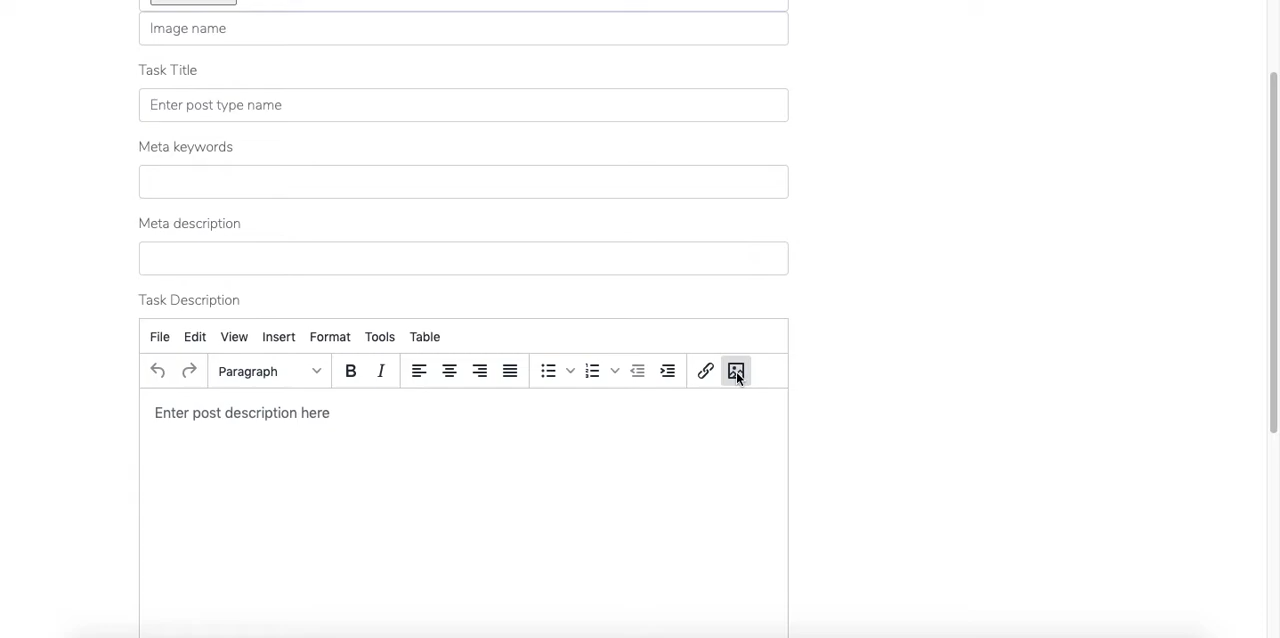 Image name
Task Title
Enter post type name
Meta keywords
Meta description
Task Description
File Edit View Insert Format Tools Table
Paragraph B I
Enter post description here